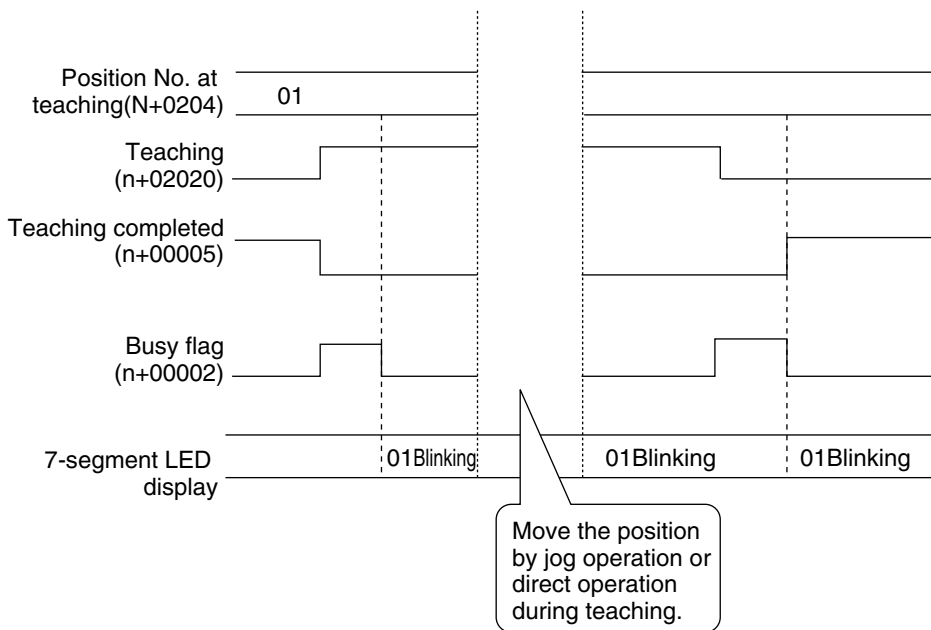 Position No. at
teaching(N+0204)
01
Teaching
(n+02020)
Teaching completed
(n+00005)
Busy flag
(n+00002)
7-segment LED
display
01Blinking
01Blinking
01Blinking
Move the position
by jog operation or
direct operation
during teaching.